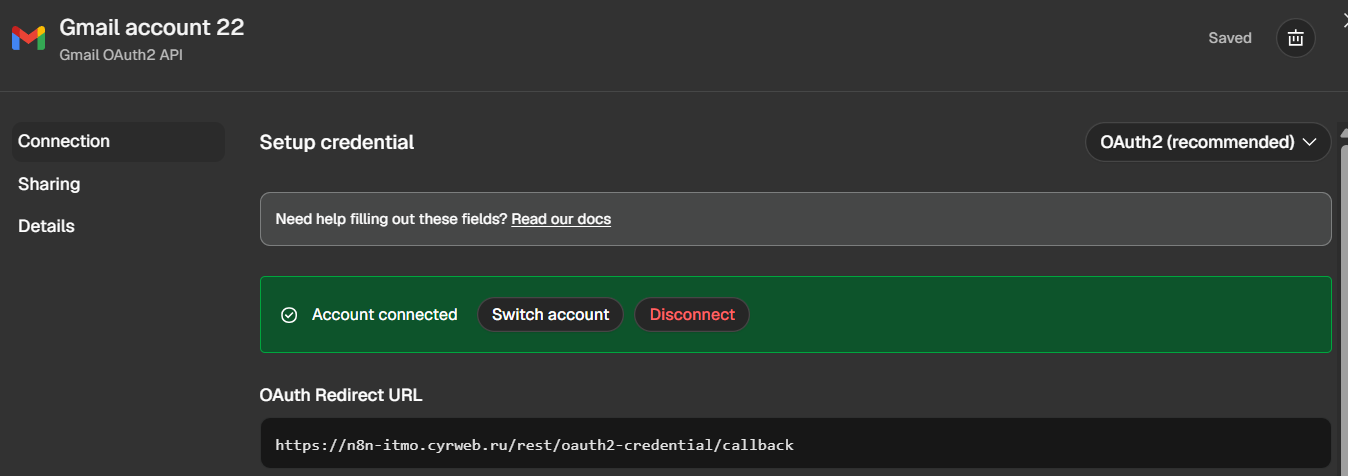 Gmail account 22
Gmail OAuth2 API
Saved
Connection
Sharing
Details
Setup credential
OAuth2 (recommended)
Need help filling out these fields? Read our docs
Account connected Switch account Disconnect
OAuth Redirect URL
https://n8n-itmo.cyrweb.ru/rest/oauth2-credential/callback